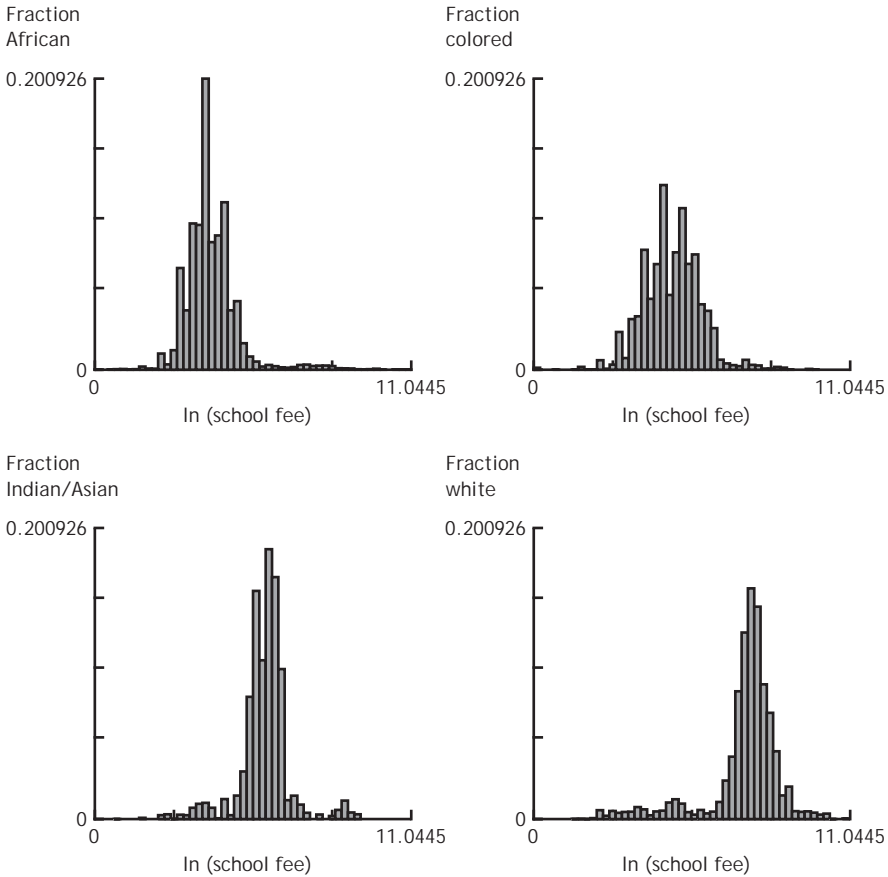 Fraction
African
0.200926
0
0
11.0445
ln (school fee)
Fraction
colored
0.200926
0
0
11.0445
ln (school fee)
Fraction
Indian/Asian
0.200926
0
0
11.0445
ln (school fee)
Fraction
white
0.200926
0
0
11.0445
ln (school fee)